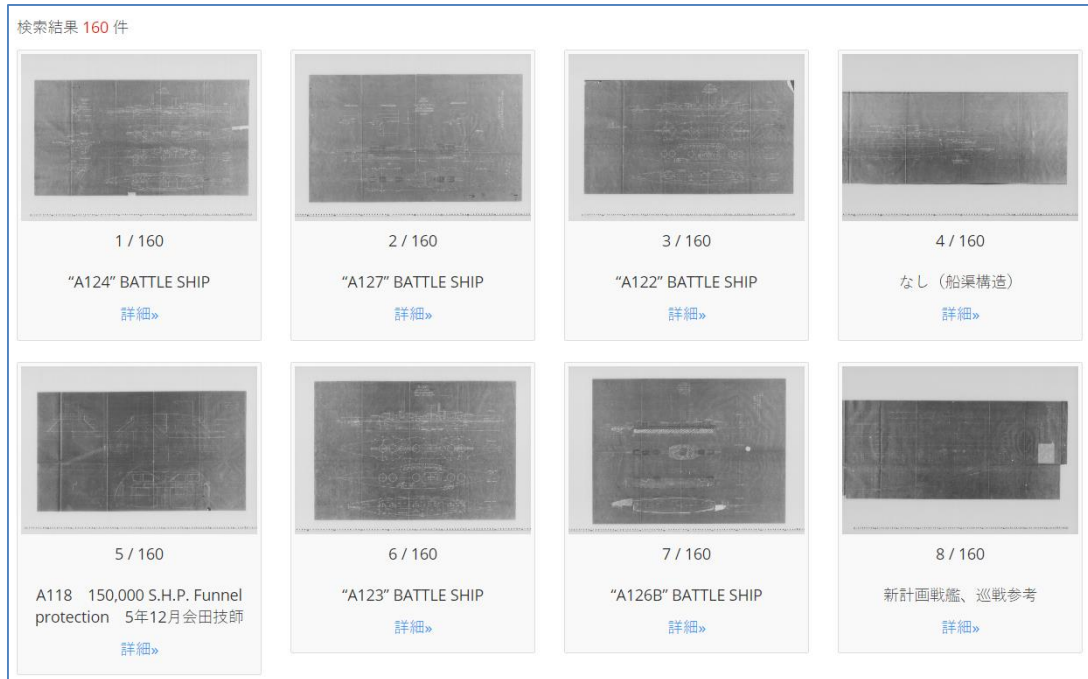 検索結果 160 件
1 / 160
“A124” BATTLE SHIP
詳細»
2 / 160
“A127” BATTLE SHIP
詳細»
3 / 160
“A122” BATTLE SHIP
詳細»
4 / 160
なし（船渠構造）
詳細»
5 / 160
A118　150,000 S.H.P. Funnel
protection　5年12月会田技師
詳細»
6 / 160
“A123” BATTLE SHIP
詳細»
7 / 160
“A126B” BATTLE SHIP
詳細»
8 / 160
新計画戦艦、巡戦参考
詳細»